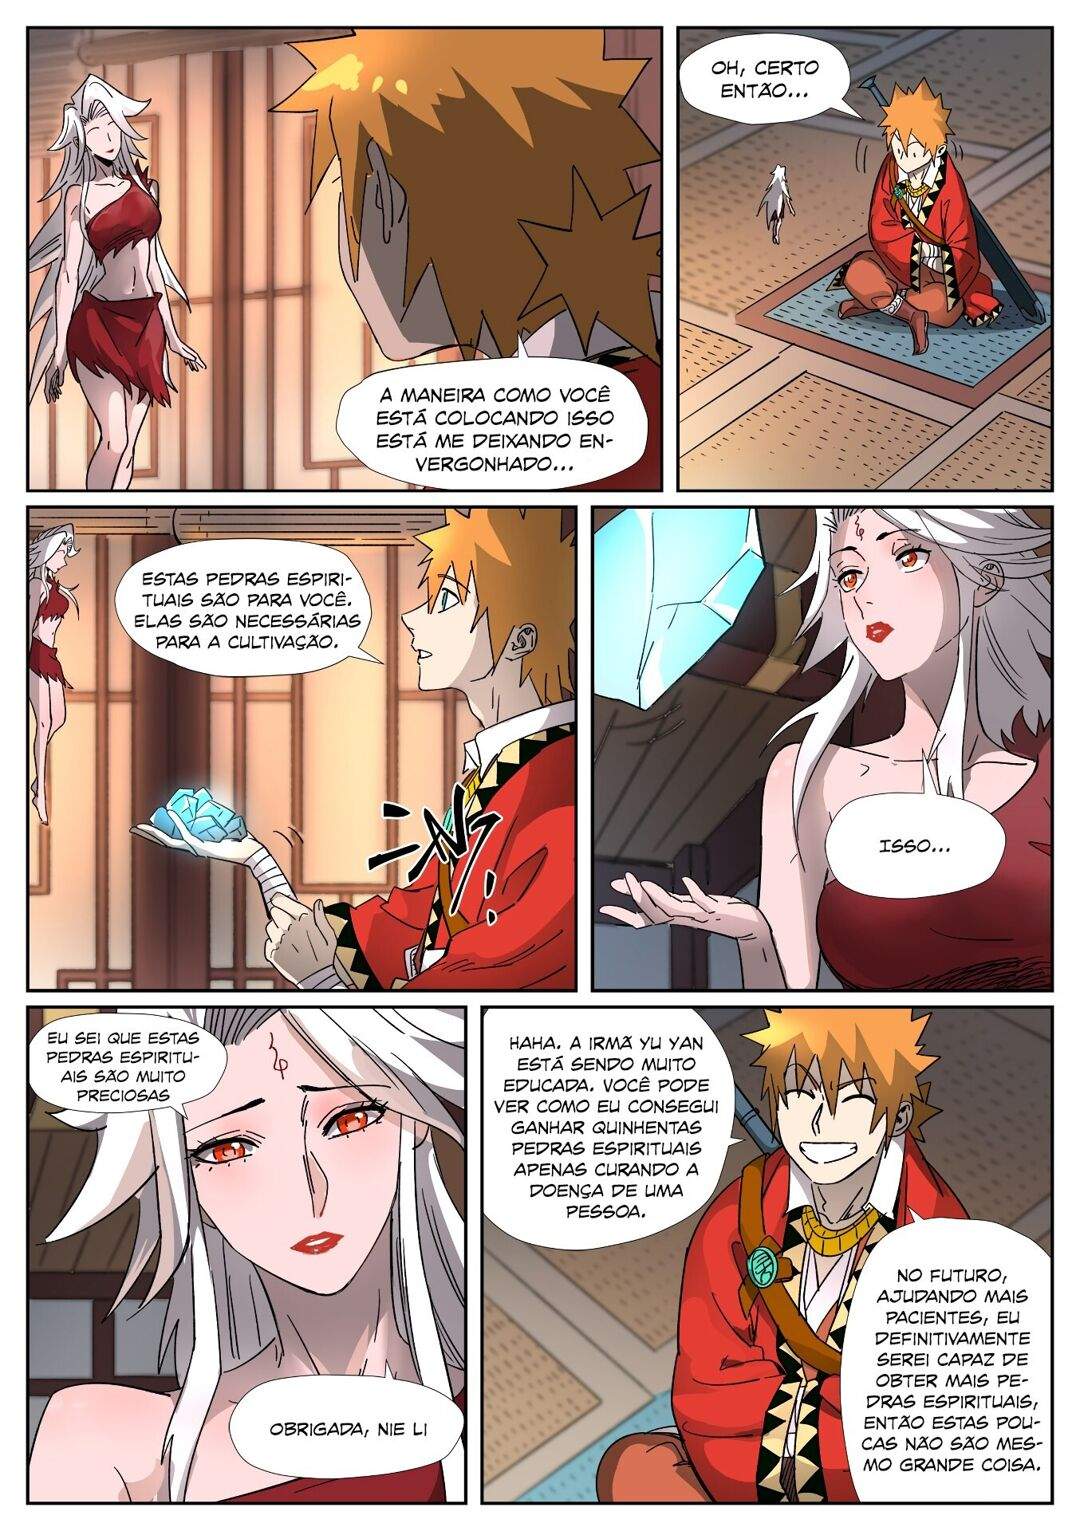 A MANEIRA COMO VOCÊ
ESTÁ COLOCANDO ISSO
ESTÁ ME DEIXANDO EN-
VERGONHADO...
OH, CERTO
ENTÃO...
ESTAS PEDRAS ESPIRI-
TUAIS SÃO PARA VOCÊ.
ELAS SÃO NECESSÁRIAS
PARA A CULTIVAÇÃO.
ISSO...
EU SEI QUE ESTAS
PEDRAS ESPIRITU-
AIS SÃO MUITO
PRECIOSAS
OBRIGADA, NIE LI
HAHA. A IRMÃ YU YAN
ESTÁ SENDO MUITO
EDUCADA. VOCÊ PODE
VER COMO EU CONSEGUI
GANHAR QUINHENTAS
PEDRAS ESPIRITUAIS
APENAS CURANDO A
DOENÇA DE UMA
PESSOA.
NO FUTURO,
AJUDANDO MAIS
PACIENTES, EU
DEFINITIVAMENTE
SEREI CAPAZ DE
OBTER MAIS PE-
DRAS ESPIRITUAIS,
ENTÃO ESTAS POU-
CAS NÃO SÃO MES-
MO GRANDE COISA.